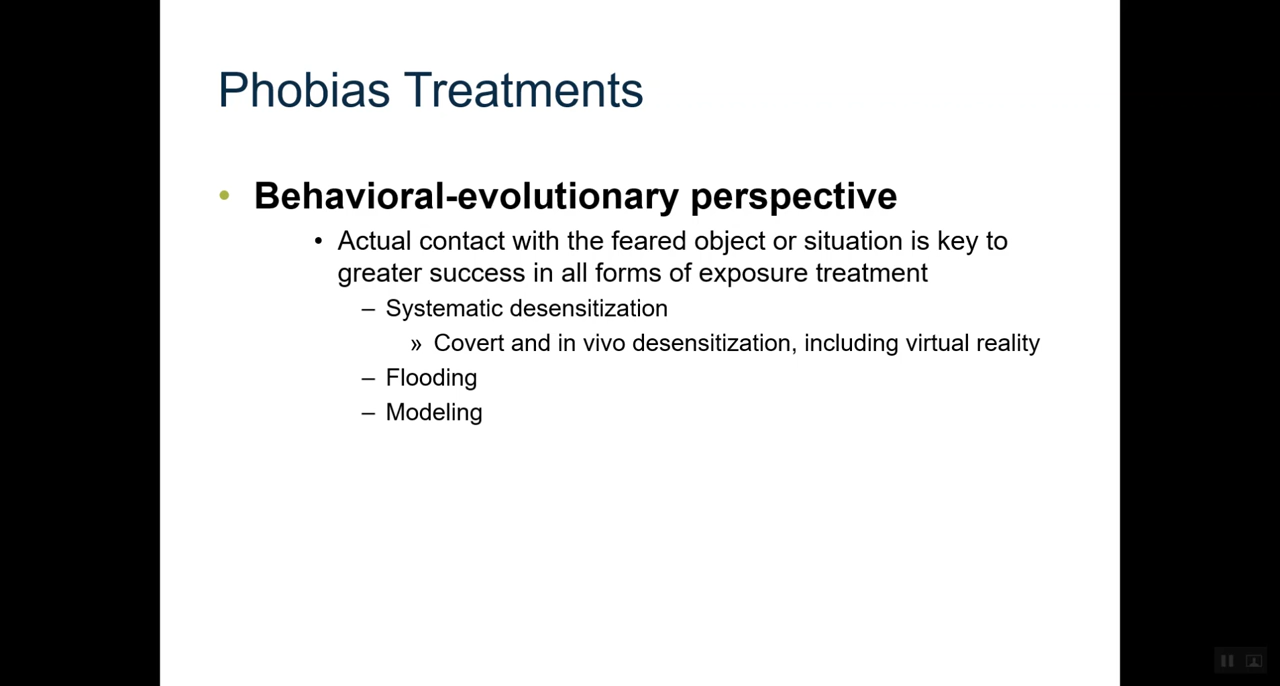 Phobias Treatments
• Behavioral-evolutionary perspective
• Actual contact with the feared object or situation is key to
greater success in all forms of exposure treatment
– Systematic desensitization
» Covert and in vivo desensitization, including virtual reality
– Flooding
– Modeling